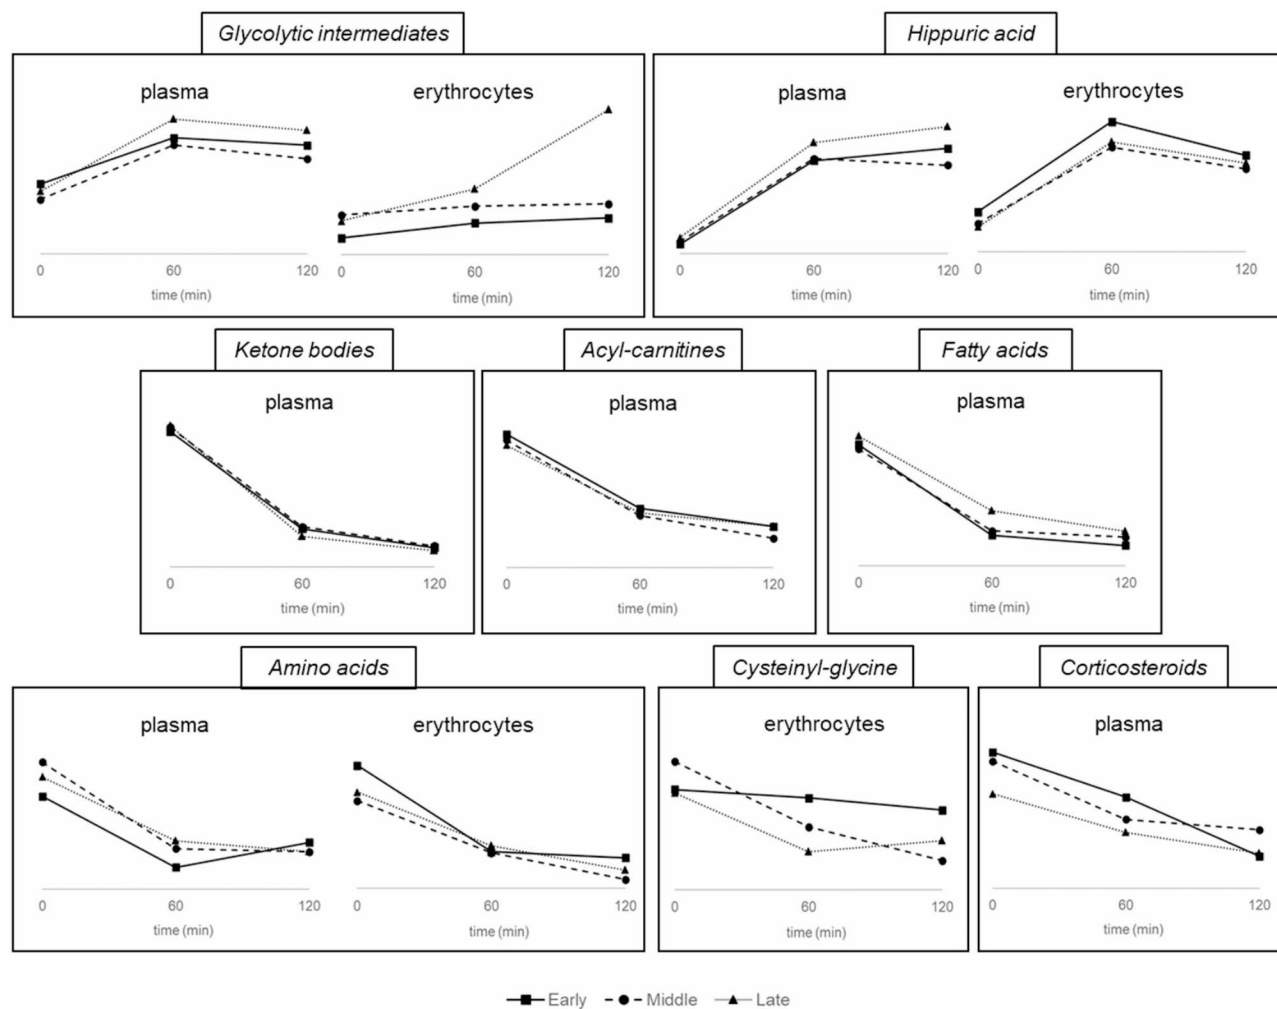 Glycolytic intermediates
Hippuric acid
plasma
erythrocytes
plasma
erythrocytes
0 60 120
time (min)
0 60 120
time (min)
0 60 120
time (min)
0 60 120
time (min)
Ketone bodies
Acyl-carnitines
Fatty acids
plasma
plasma
plasma
0 60 120
time (min)
0 60 120
time (min)
0 60 120
time (min)
Amino acids
Cysteinyl-glycine
Corticosteroids
plasma
erythrocytes
erythrocytes
plasma
0 60 120
time (min)
0 60 120
time (min)
0 60 120
time (min)
0 60 120
time (min)
Early Middle Late